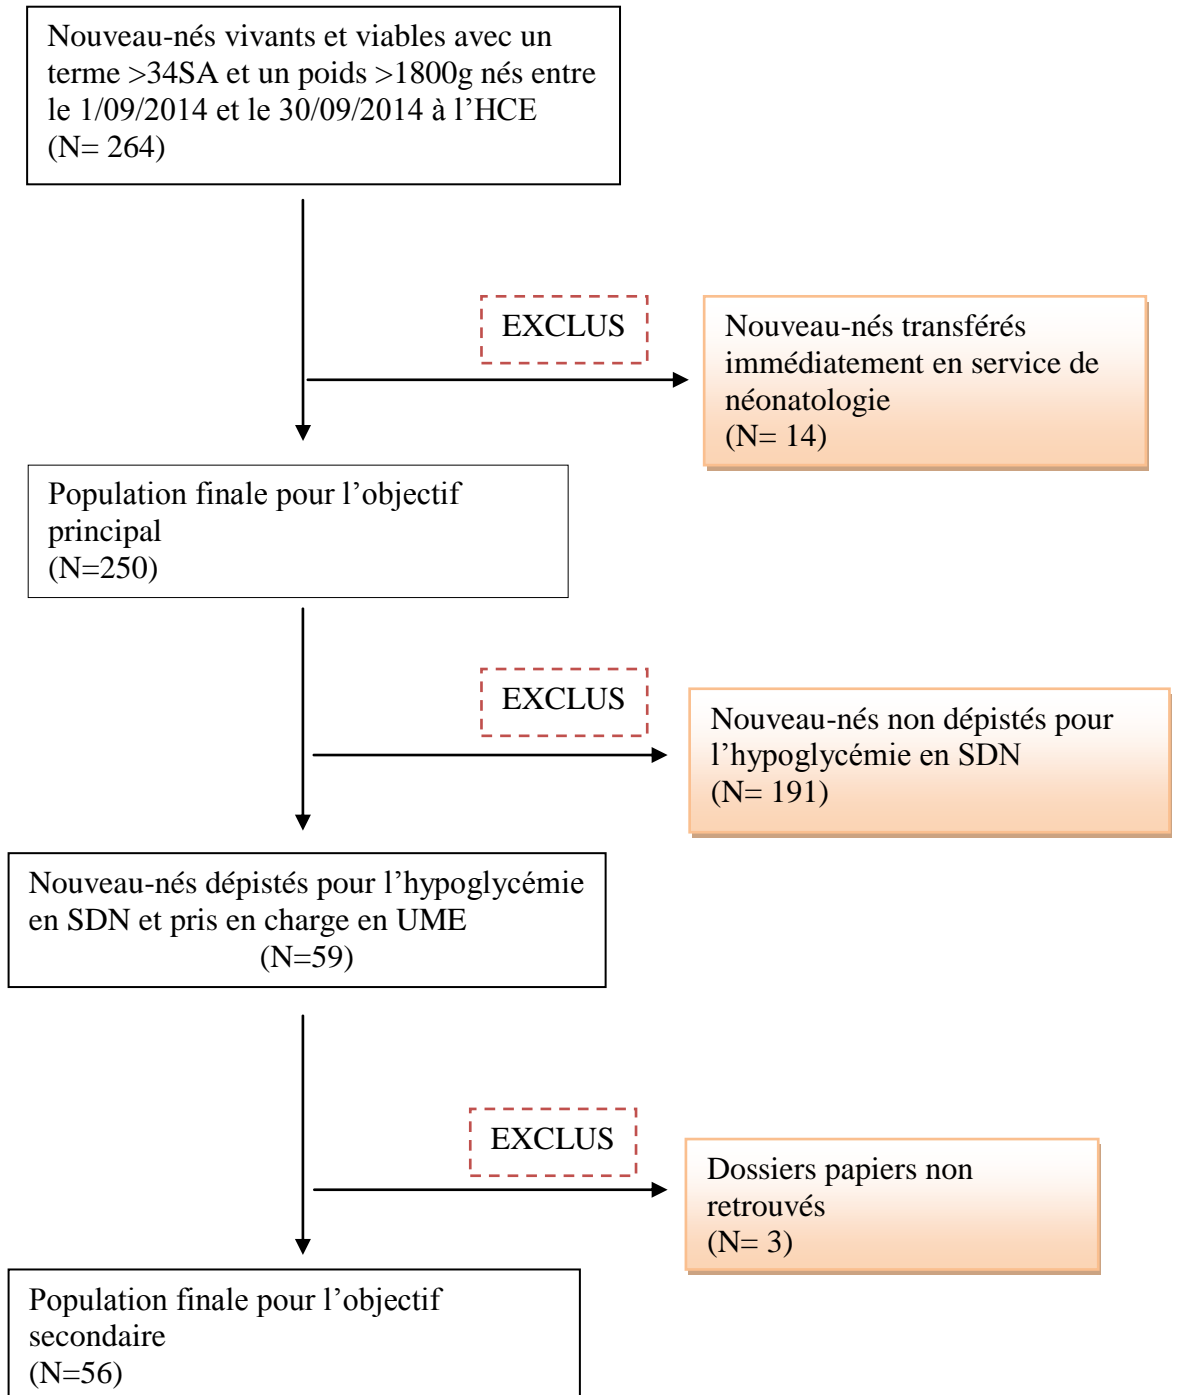 Nouveau-nés vivants et viables avec un
terme >34SA et un poids >1800g nés entre
le 1/09/2014 et le 30/09/2014 à l’HCE
(N= 264)
EXCLUS
Nouveau-nés transférés
immédiatement en service de
néonatologie
(N= 14)
Population finale pour l’objectif
principal
(N=250)
EXCLUS
Nouveau-nés non dépistés pour
l’hypoglycémie en SDN
(N= 191)
Nouveau-nés dépistés pour l’hypoglycémie
en SDN et pris en charge en UME
(N=59)
EXCLUS
Dossiers papiers non
retrouvés
(N= 3)
Population finale pour l’objectif
secondaire
(N=56)